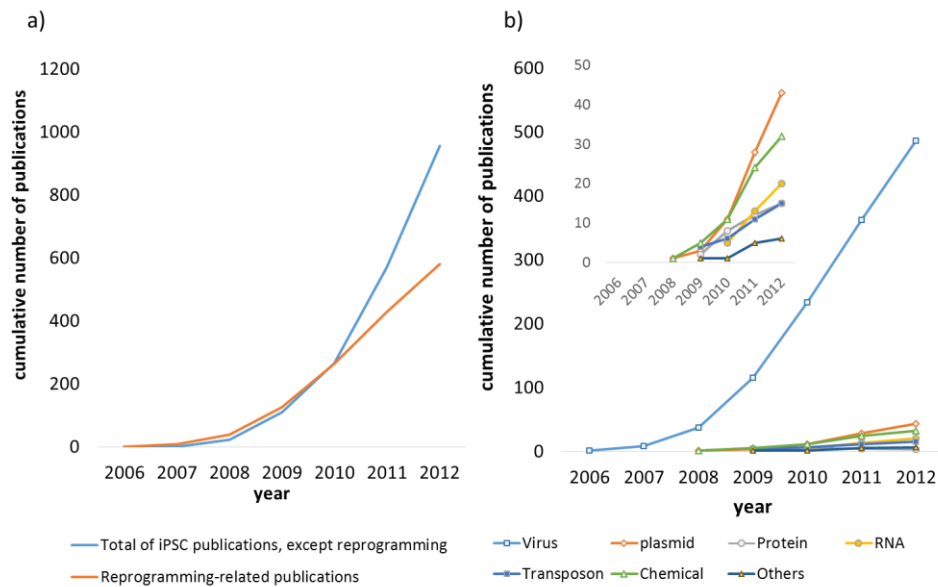 a)
cumulative number of publications
1200
1000
800
600
400
200
0
2006 2007 2008 2009 2010 2011 2012
year
Total of iPSC publications, except reprogramming
Reprogramming-related publications
b)
cumulative number of publications
600
500
400
300
200
100
0
50
40
30
20
10
0
2006 2007 2008 2009 2010 2011 2012
2006 2007 2008 2009 2010 2011 2012
year
Virus plasmid Protein RNA
Transposon Chemical Others